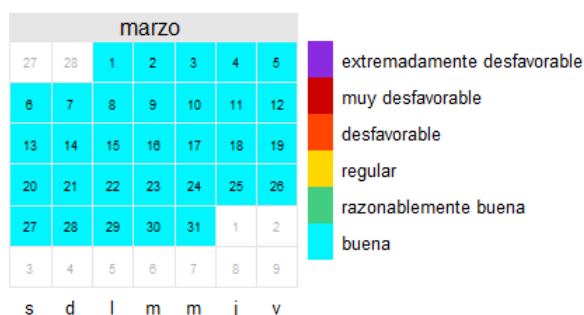 marzo
27 28 1 2 3 4 5
6 7 8 9 10 11 12
13 14 15 16 17 18 19
20 21 22 23 24 25 26
27 28 29 30 31 1 2
3 4 5 6 7 8 9
s d l m m j v
extremadamente desfavorable
muy desfavorable
desfavorable
regular
razonablemente buena
buena